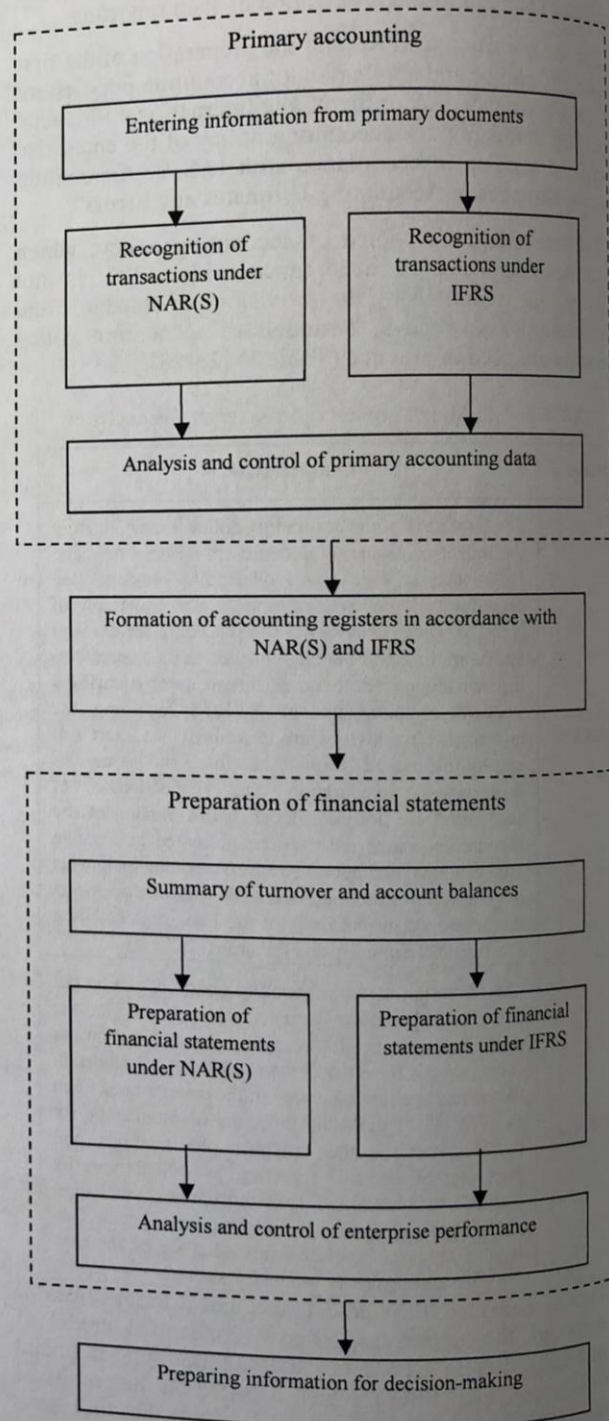 Primary accounting
Entering information from primary documents
Recognition of
transactions under
NAR(S)
Recognition of
transactions under
IFRS
Analysis and control of primary accounting data
Formation of accounting registers in accordance with
NAR(S) and IFRS
Preparation of financial statements
Summary of turnover and account balances
Preparation of
financial statements
under NAR(S)
Preparation of financial
statements under IFRS
Analysis and control of enterprise performance
Preparing information for decision-making